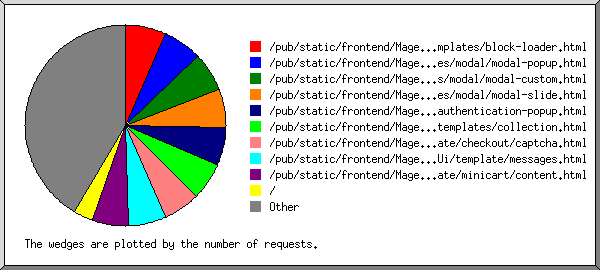 /pub/static/frontend/Mage...mplates/block-loader.html
/pub/static/frontend/Mage...es/modal/modal-popup.html
/pub/static/frontend/Mage...s/modal/modal-custom.html
/pub/static/frontend/Mage...es/modal/modal-slide.html
/pub/static/frontend/Mage...authentication-popup.html
/pub/static/frontend/Mage...templates/collection.html
/pub/static/frontend/Mage...ate/checkout/captcha.html
/pub/static/frontend/Mage...Ui/template/messages.html
/pub/static/frontend/Mage...ate/minicart/content.html
/
Other
The wedges are plotted by the number of requests.